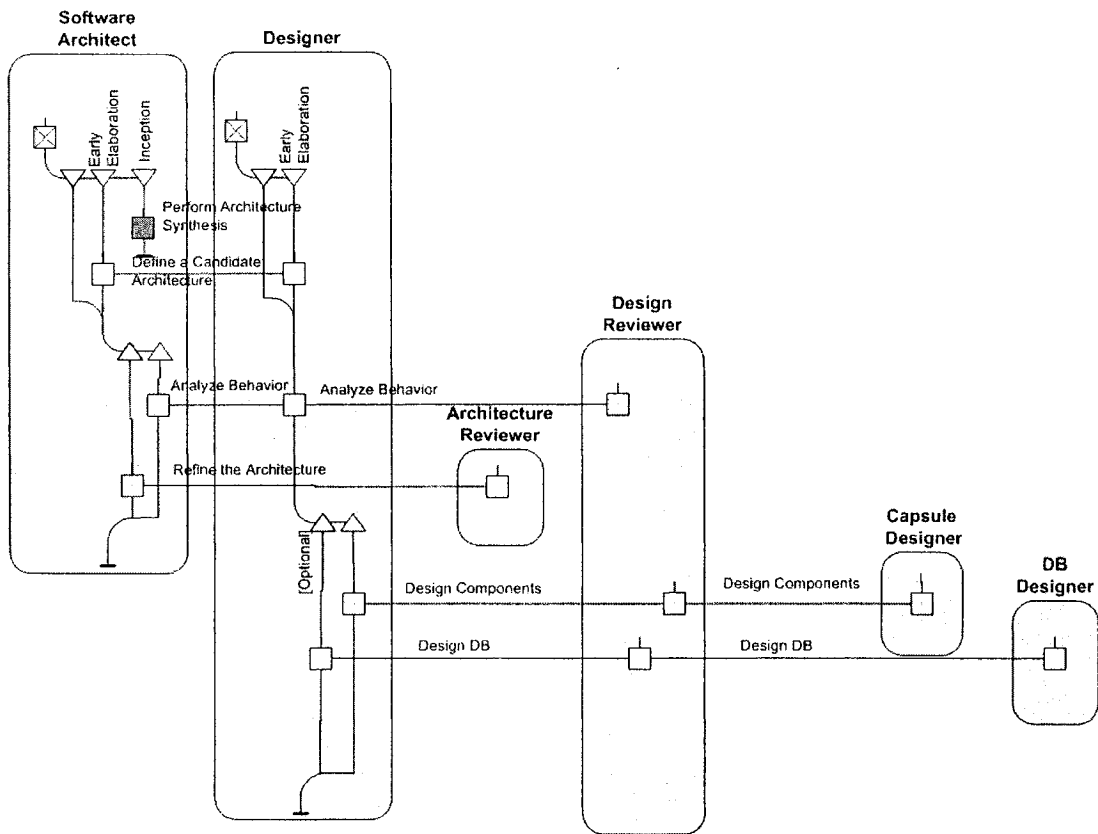 Software
Architect
Designer
Early
Elaboration
Inception
Early
Elaboration
Perform Architecture
Synthesis
Define a Candidate
Architecture
Design
Reviewer
Analyze Behavior
Analyze Behavior
Architecture
Reviewer
Refine the Architecture
Capsule
Designer
[Optional]
DB
Designer
Design Components
Design Components
Design DB
Design DB